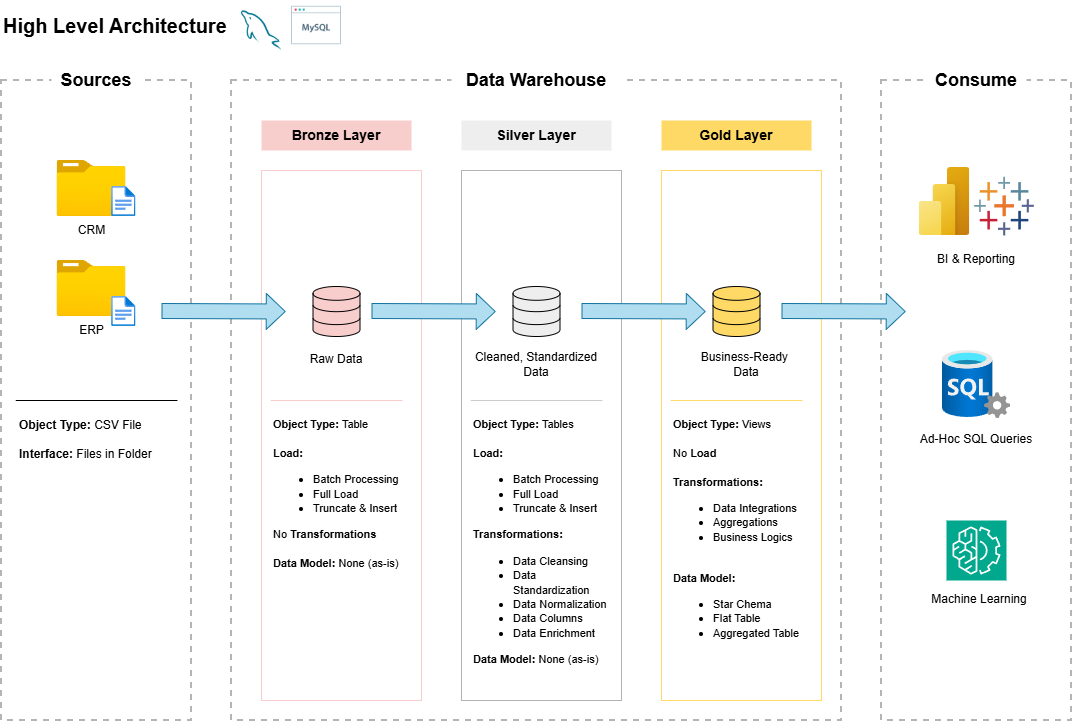 High Level Architecture
MySQL
Sources
CRM
ERP
Object Type: CSV File
Interface: Files in Folder
Data Warehouse
Bronze Layer
Raw Data
Object Type: Table
Load:
Batch Processing
Full Load
Truncate & Insert
No Transformations
Data Model: None (as-is)
Silver Layer
Cleaned, Standardized
Data
Object Type: Tables
Load:
Batch Processing
Full Load
Truncate & Insert
Transformations:
Data Cleansing
Data
Standardization
Data Normalization
Data Columns
Data Enrichment
Data Model: None (as-is)
Gold Layer
Business-Ready
Data
Object Type: Views
No Load
Transformations:
Data Integrations
Aggregations
Business Logics
Data Model:
Star Chema
Flat Table
Aggregated Table
Consume
BI & Reporting
SQL
Ad-Hoc SQL Queries
Machine Learning